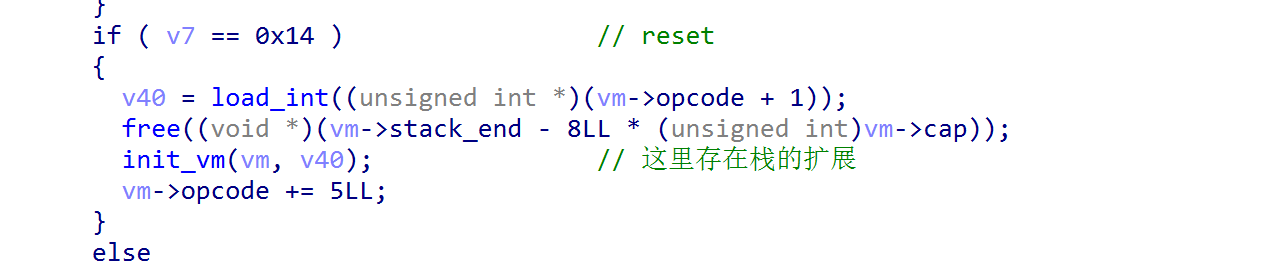 }
if ( v7 == 0x14 ) // reset
{
v40 = load_int((unsigned int *)(vm->opcode + 1));
free((void *)(vm->stack_end - 8LL * (unsigned int)vm->cap));
init_vm(vm, v40); // 这里存在栈的扩展
vm->opcode += 5LL;
}
else